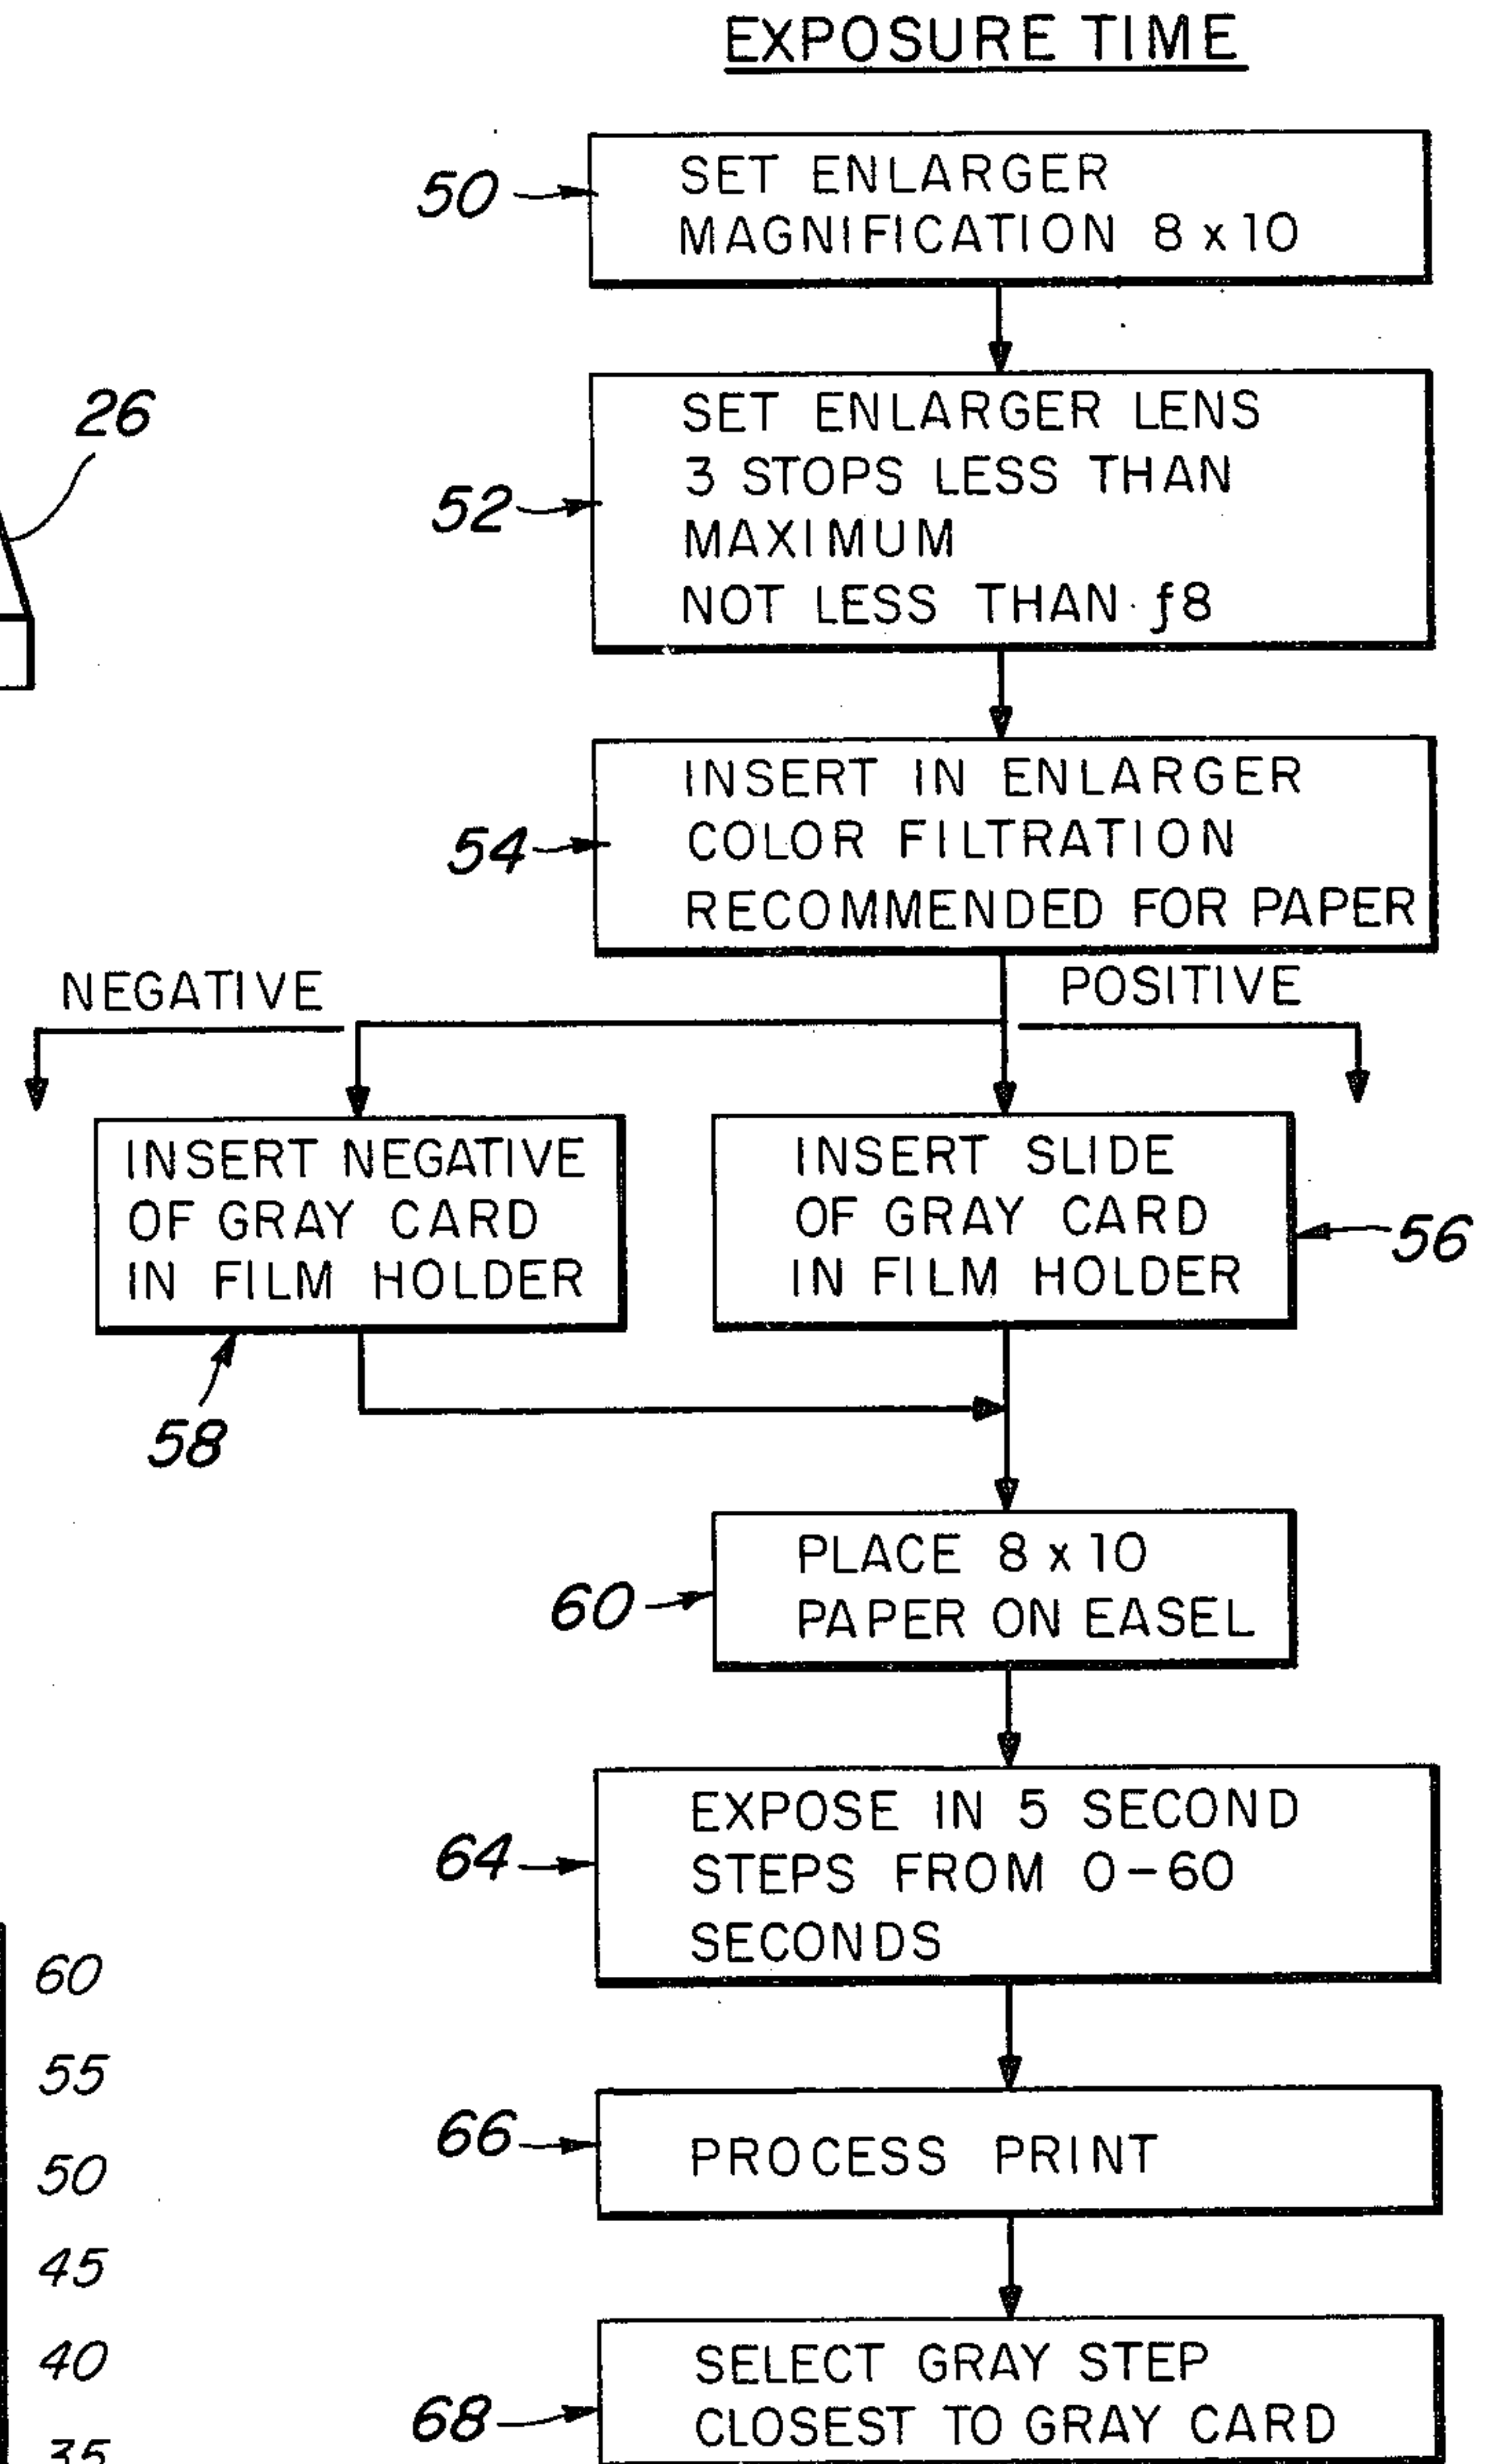 EXPOSURE TIME
50
SET ENLARGER
MAGNIFICATION 8 x 10
26
52
SET ENLARGER LENS
3 STOPS LESS THAN
MAXIMUM
NOT LESS THAN ƒ8
54
INSERT IN ENLARGER
COLOR FILTRATION
RECOMMENDED FOR PAPER
NEGATIVE
POSITIVE
INSERT NEGATIVE
OF GRAY CARD
IN FILM HOLDER
58
INSERT SLIDE
OF GRAY CARD
IN FILM HOLDER
56
60
PLACE 8 x 10
PAPER ON EASEL
64
EXPOSE IN 5 SECOND
STEPS FROM 0-60
SECONDS
66
PROCESS PRINT
68
SELECT GRAY STEP
CLOSEST TO GRAY CARD
60
55
50
45
40
35